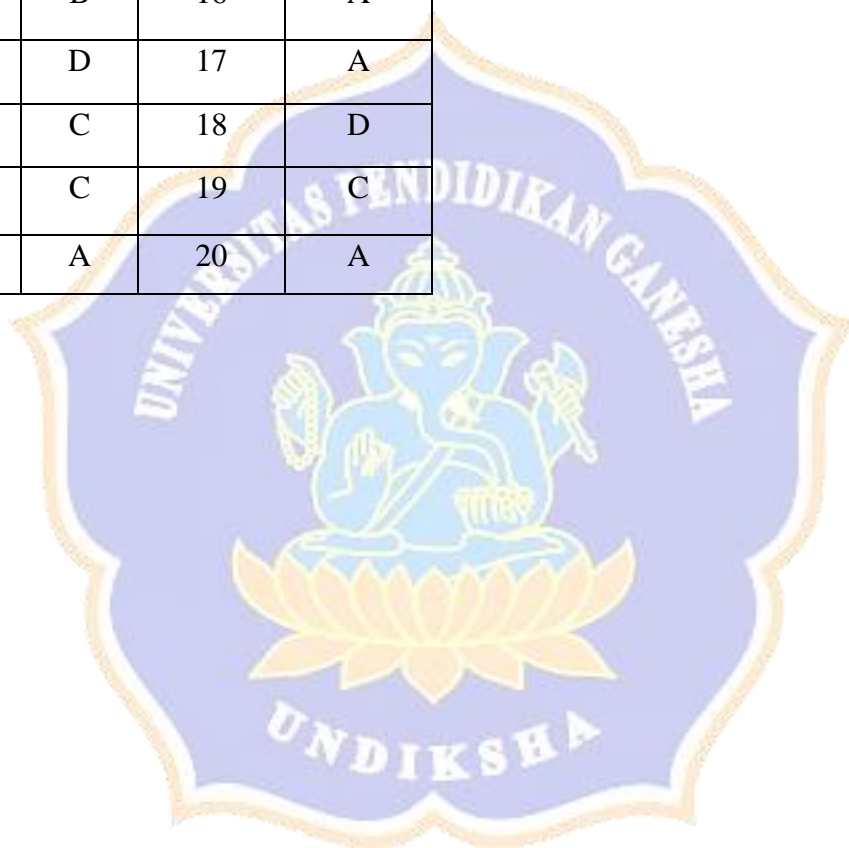 D 17 A
C 18 D
C 19 C
A 20 A
UNIVERSITAS PENDIDIKAN GANESHA
UNDIKSHA